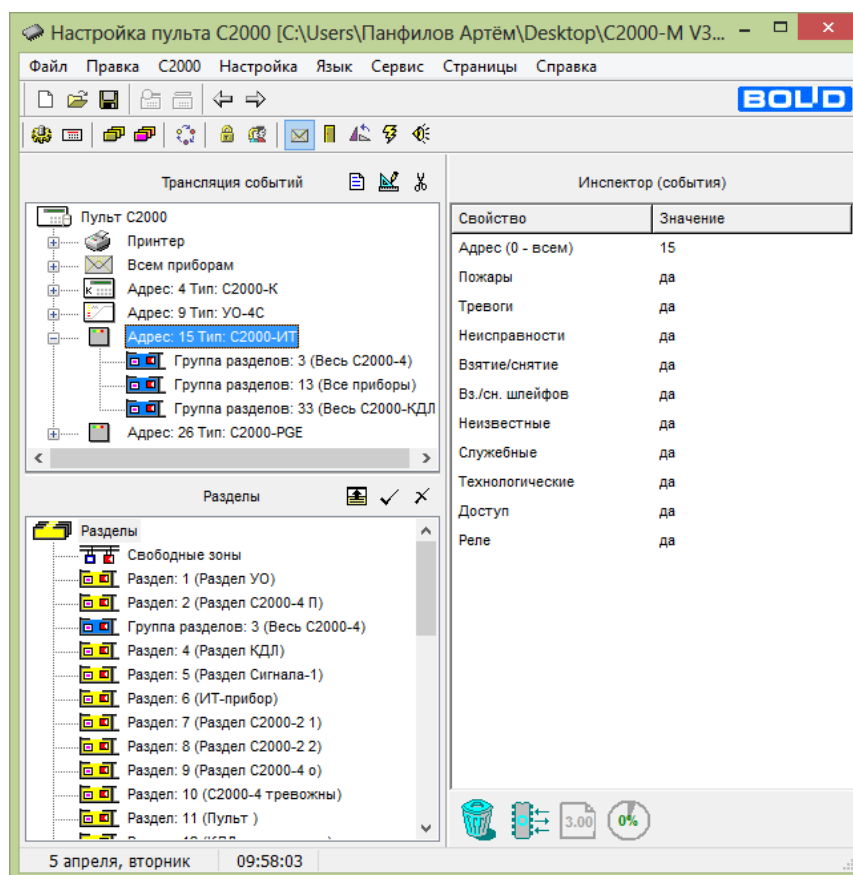 Настройка пульта С2000 [C:\Users\Панфилов Артём\Desktop\C2000-M V3...
Файл Правка С2000 Настройка Язык Сервис Страницы Справка
BOLID
Трансляция событий
Пульт С2000
Принтер
Всем приборам
К
Адрес: 4 Тип: С2000-К
Адрес: 9 Тип: УО-4С
Адрес: 15 Тип: С2000-ИТ
Группа разделов: 3 (Весь С2000-4)
Группа разделов: 13 (Все приборы)
Группа разделов: 33 (Весь С2000-КДЛ
Адрес: 26 Тип: С2000-PGE
Разделы
Разделы
Свободные зоны
Раздел: 1 (Раздел УО)
Раздел: 2 (Раздел С2000-4 П)
Группа разделов: 3 (Весь С2000-4)
Раздел: 4 (Раздел КДЛ)
Раздел: 5 (Раздел Сигнала-1)
Раздел: 6 (ИТ-прибор)
Раздел: 7 (Раздел С2000-2 1)
Раздел: 8 (Раздел С2000-2 2)
Раздел: 9 (Раздел С2000-4 о)
Раздел: 10 (С2000-4 тревожны)
Раздел: 11 (Пульт )
Инспектор (события)
Свойство Значение
Адрес (0 - всем) 15
Пожары да
Тревоги да
Неисправности да
Взятие/снятие да
Вз./сн. шлейфов да
Неизвестные да
Служебные да
Технологические да
Доступ да
Реле да
3.00 0%
5 апреля, вторник 09:58:03